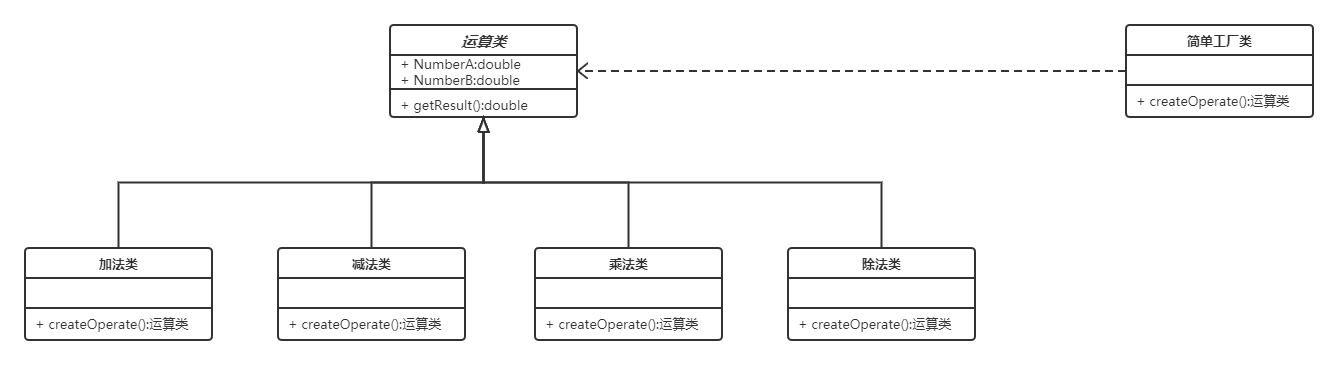 运算类
+ NumberA:double
+ NumberB:double
+ getResult():double
简单工厂类
+ createOperate():运算类
加法类
+ createOperate():运算类
减法类
+ createOperate():运算类
乘法类
+ createOperate():运算类
除法类
+ createOperate():运算类